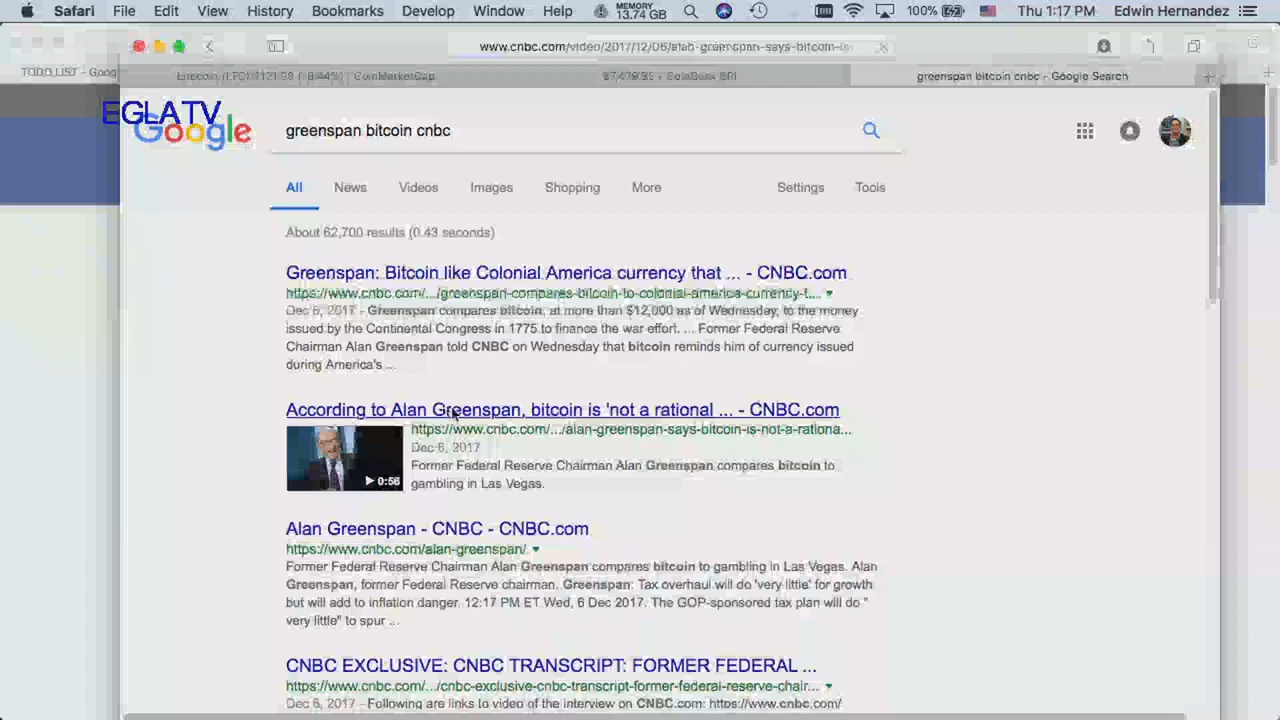 Safari File Edit View History Bookmarks Develop Window Help MEMORY 13.74 GB 100% Thu 1:17 PM Edwin Hernandez
www.cnbc.com/video/2017/12/06/alan-greenspan-says-bitcoin-is
TODO LIST - Goog CoinMarketCap greenspan bitcoin cnbc - Google Search
EGLATV
Google greenspan bitcoin cnbc
All News Videos Images Shopping More Settings Tools
About 62,700 results (0.43 seconds)
Greenspan: Bitcoin like Colonial America currency that ... - CNBC.com
https://www.cnbc.com/.../greenspan-compares-bitcoin-to-colonial-america-currency-t...
Dec 6, 2017 - Greenspan compares bitcoin, at more than $12,000 as of Wednesday, to the money
issued by the Continental Congress in 1775 to finance the war effort. ... Former Federal Reserve
Chairman Alan Greenspan told CNBC on Wednesday that bitcoin reminds him of currency issued
during America's ...
According to Alan Greenspan, bitcoin is 'not a rational ... - CNBC.com
https://www.cnbc.com/.../alan-greenspan-says-bitcoin-is-not-a-rationa...
Dec 6, 2017
Former Federal Reserve Chairman Alan Greenspan compares bitcoin to
gambling in Las Vegas.
0:56
Alan Greenspan - CNBC - CNBC.com
https://www.cnbc.com/alan-greenspan/
Former Federal Reserve Chairman Alan Greenspan compares bitcoin to gambling in Las Vegas. Alan
Greenspan, former Federal Reserve chairman. Greenspan: Tax overhaul will do 'very little' for growth
but will add to inflation danger. 12:17 PM ET Wed, 6 Dec 2017. The GOP-sponsored tax plan will do "
very little" to spur ...
CNBC EXCLUSIVE: CNBC TRANSCRIPT: FORMER FEDERAL ...
https://www.cnbc.com/.../cnbc-exclusive-cnbc-transcript-former-federal-reserve-chair...
Dec 6, 2017 - Following are links to video of the interview on CNBC.com: https://www.cnbc.com/